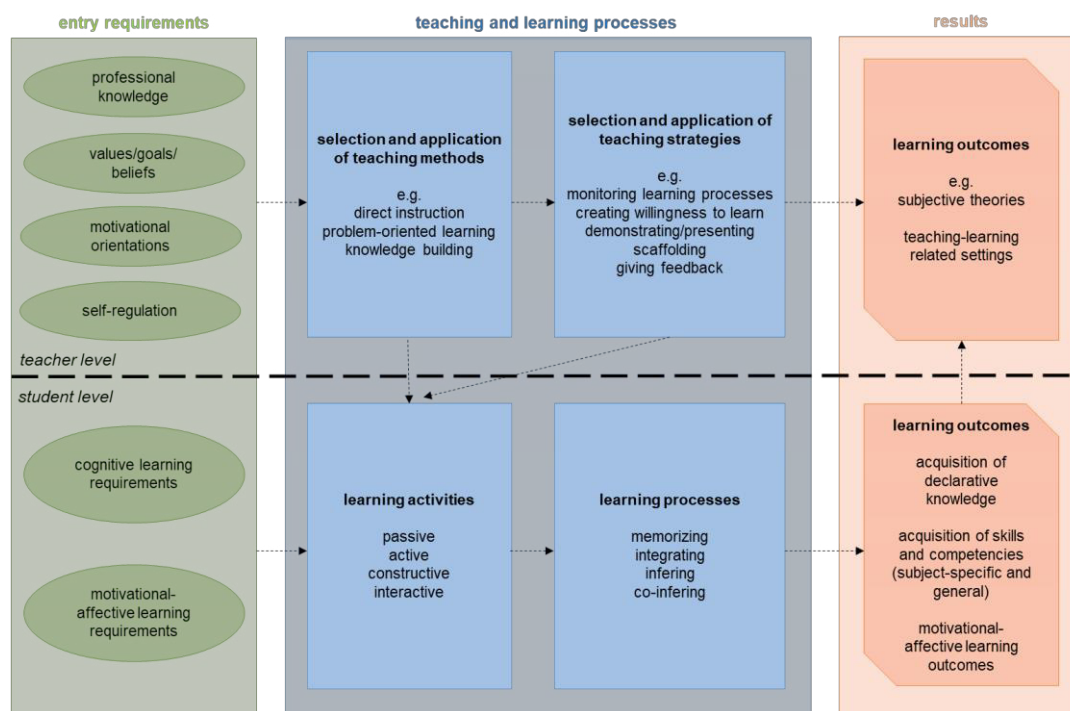 entry requirements
teaching and learning processes
results
professional
knowledge
values/goals/
beliefs
motivational
orientations
self-regulation
teacher level
selection and application
of teaching methods
e.g.
direct instruction
problem-oriented learning
knowledge building
selection and application of
teaching strategies
e.g.
monitoring learning processes
creating willingness to learn
demonstrating/presenting
scaffolding
giving feedback
learning outcomes
e.g.
subjective theories
teaching-learning
related settings
student level
cognitive learning
requirements
motivational-
affective learning
requirements
learning activities
passive
active
constructive
interactive
learning processes
memorizing
integrating
infering
co-infering
learning outcomes
acquisition of
declarative
knowledge
acquisition of skills
and competencies
(subject-specific and
general)
motivational-
affective learning
outcomes